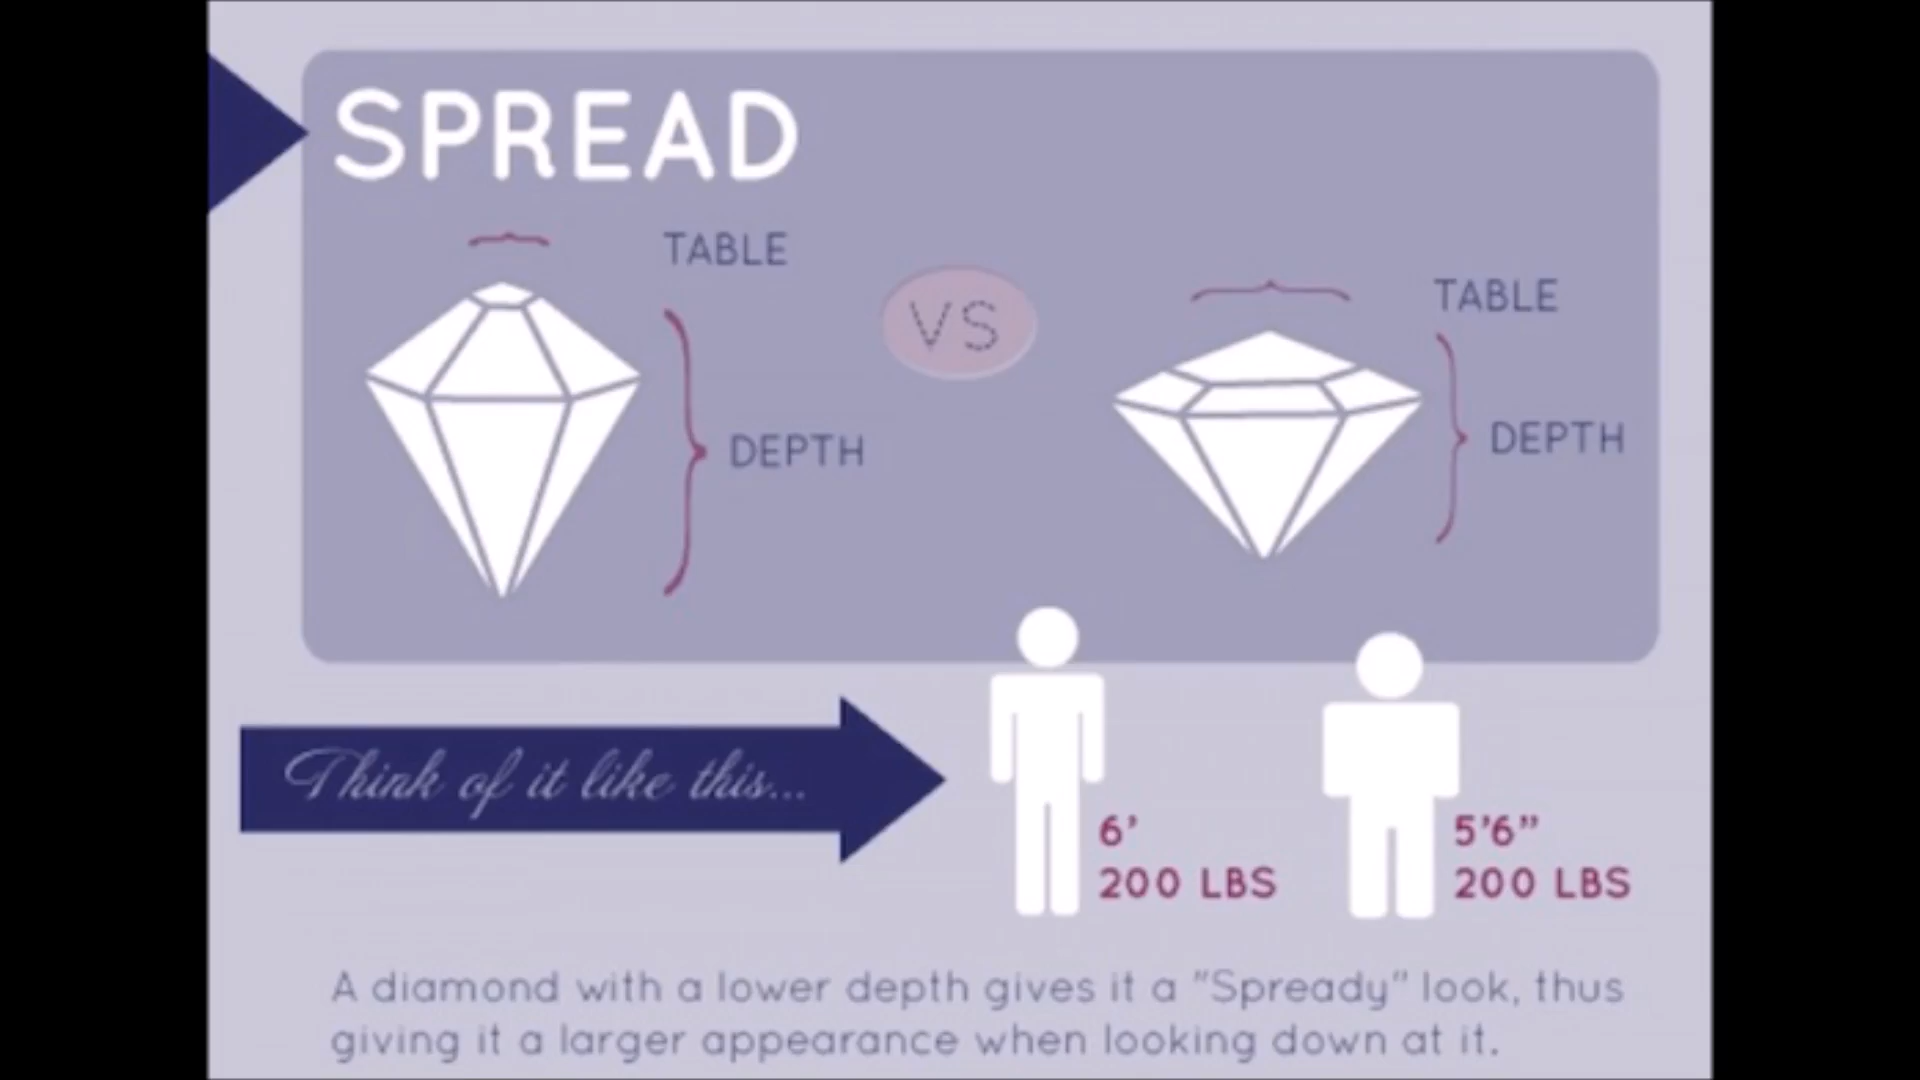 SPREAD
TABLE
DEPTH
VS
TABLE
DEPTH
Think of it like this...
6'
200 LBS
5'6"
200 LBS
A diamond with a lower depth gives it a "Spready" look, thus
giving it a larger appearance when looking down at it.